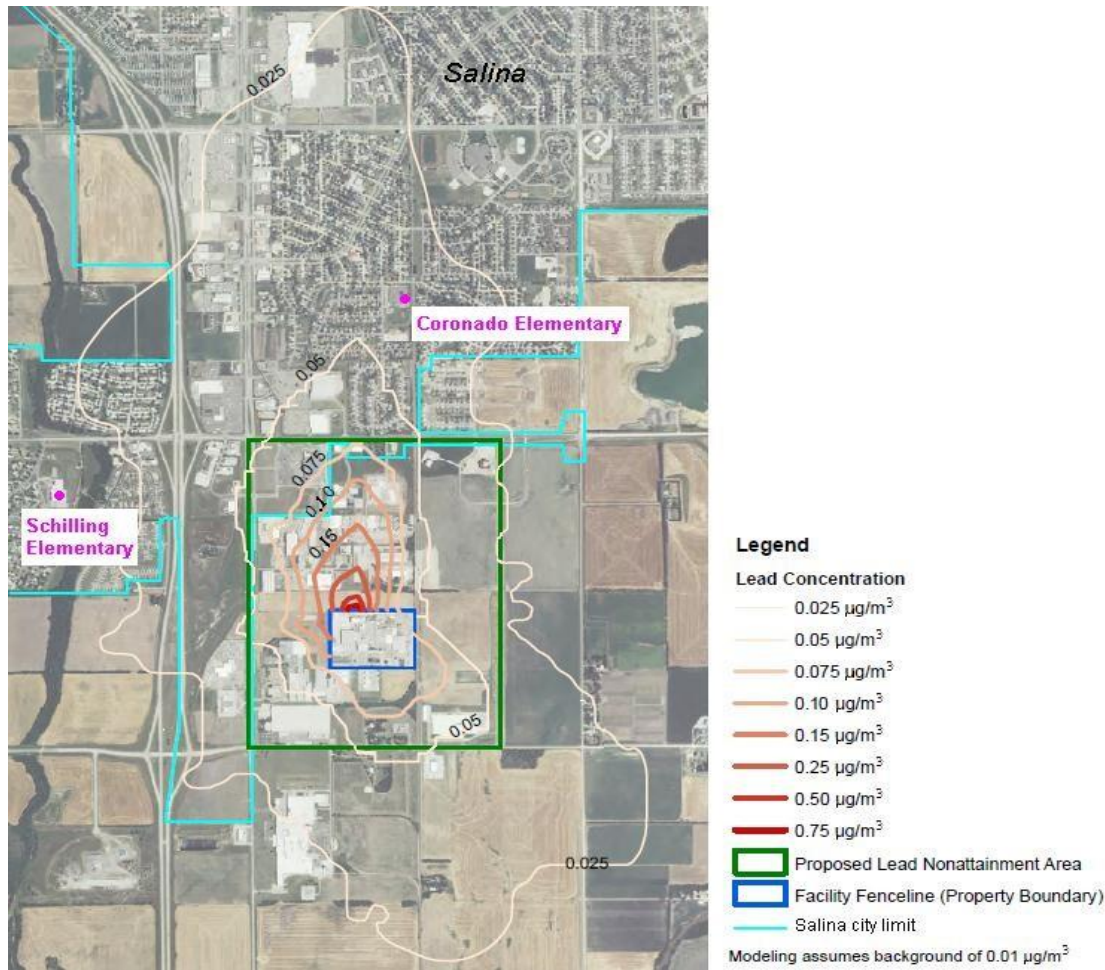 Salina
0.025
Coronado Elementary
0.05
0.075
0.10
0.15
Schilling
Elementary
0.05
0.025
Legend
Lead Concentration
0.025 µg/m³
0.05 µg/m³
0.075 µg/m³
0.10 µg/m³
0.15 µg/m³
0.25 µg/m³
0.50 µg/m³
0.75 µg/m³
Proposed Lead Nonattainment Area
Facility Fenceline (Property Boundary)
Salina city limit
Modeling assumes background of 0.01 µg/m³